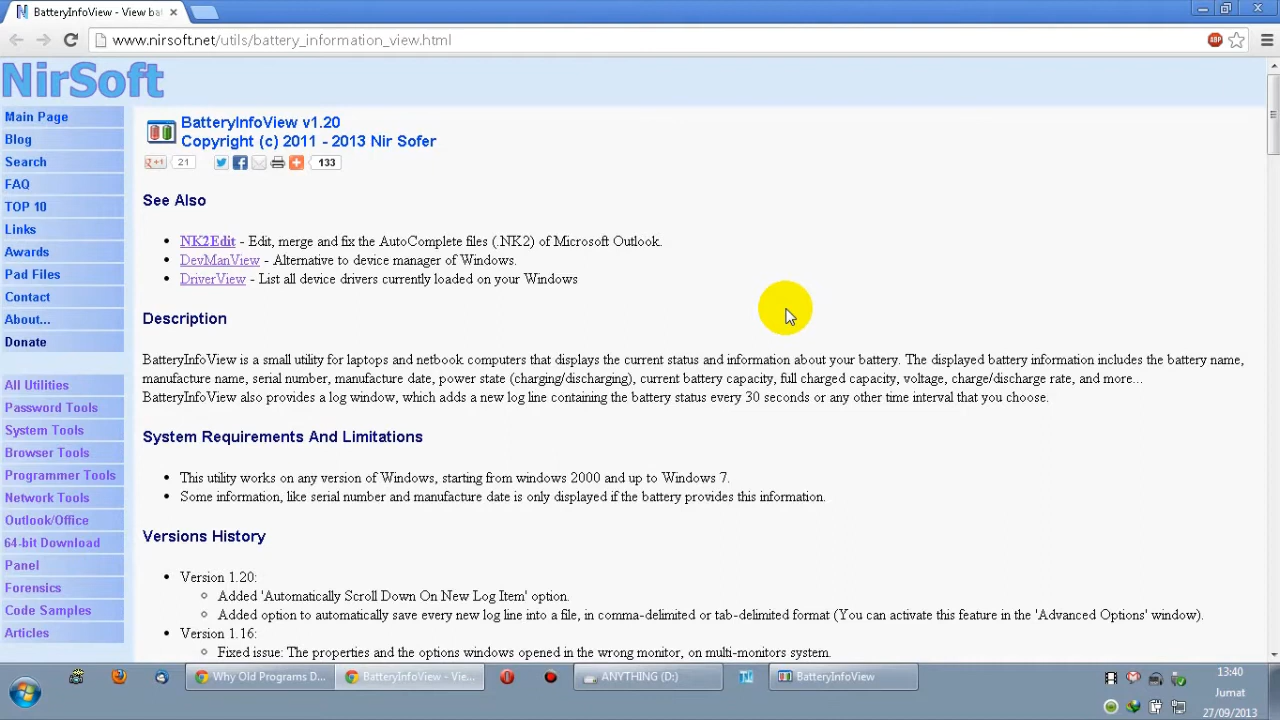 BatteryInfoView - View bat
www.nirsoft.net/utils/battery_information_view.html
ABP
NirSoft
Main Page
Blog
Search
FAQ
TOP 10
Links
Awards
Pad Files
Contact
About...
Donate
All Utilities
Password Tools
System Tools
Browser Tools
Programmer Tools
Network Tools
Outlook/Office
64-bit Download
Panel
Forensics
Code Samples
Articles
BatteryInfoView v1.20
Copyright (c) 2011 - 2013 Nir Sofer
+1 21 133
See Also
• NK2Edit - Edit, merge and fix the AutoComplete files (.NK2) of Microsoft Outlook.
• DevManView - Alternative to device manager of Windows.
• DriverView - List all device drivers currently loaded on your Windows
Description
BatteryInfoView is a small utility for laptops and netbook computers that displays the current status and information about your battery. The displayed battery information includes the battery name,
manufacture name, serial number, manufacture date, power state (charging/discharging), current battery capacity, full charged capacity, voltage, charge/discharge rate, and more...
BatteryInfoView also provides a log window, which adds a new log line containing the battery status every 30 seconds or any other time interval that you choose.
System Requirements And Limitations
• This utility works on any version of Windows, starting from windows 2000 and up to Windows 7.
• Some information, like serial number and manufacture date is only displayed if the battery provides this information.
Versions History
• Version 1.20:
○ Added 'Automatically Scroll Down On New Log Item' option.
○ Added option to automatically save every new log line into a file, in comma-delimited or tab-delimited format (You can activate this feature in the 'Advanced Options' window).
• Version 1.16:
○ Fixed issue: The properties and the options windows opened in the wrong monitor, on multi-monitors system.
Why Old Programs D...
BatteryInfoView - Vie...
ANYTHING (D:)
BatteryInfoView
13:40
Jumat
27/09/2013